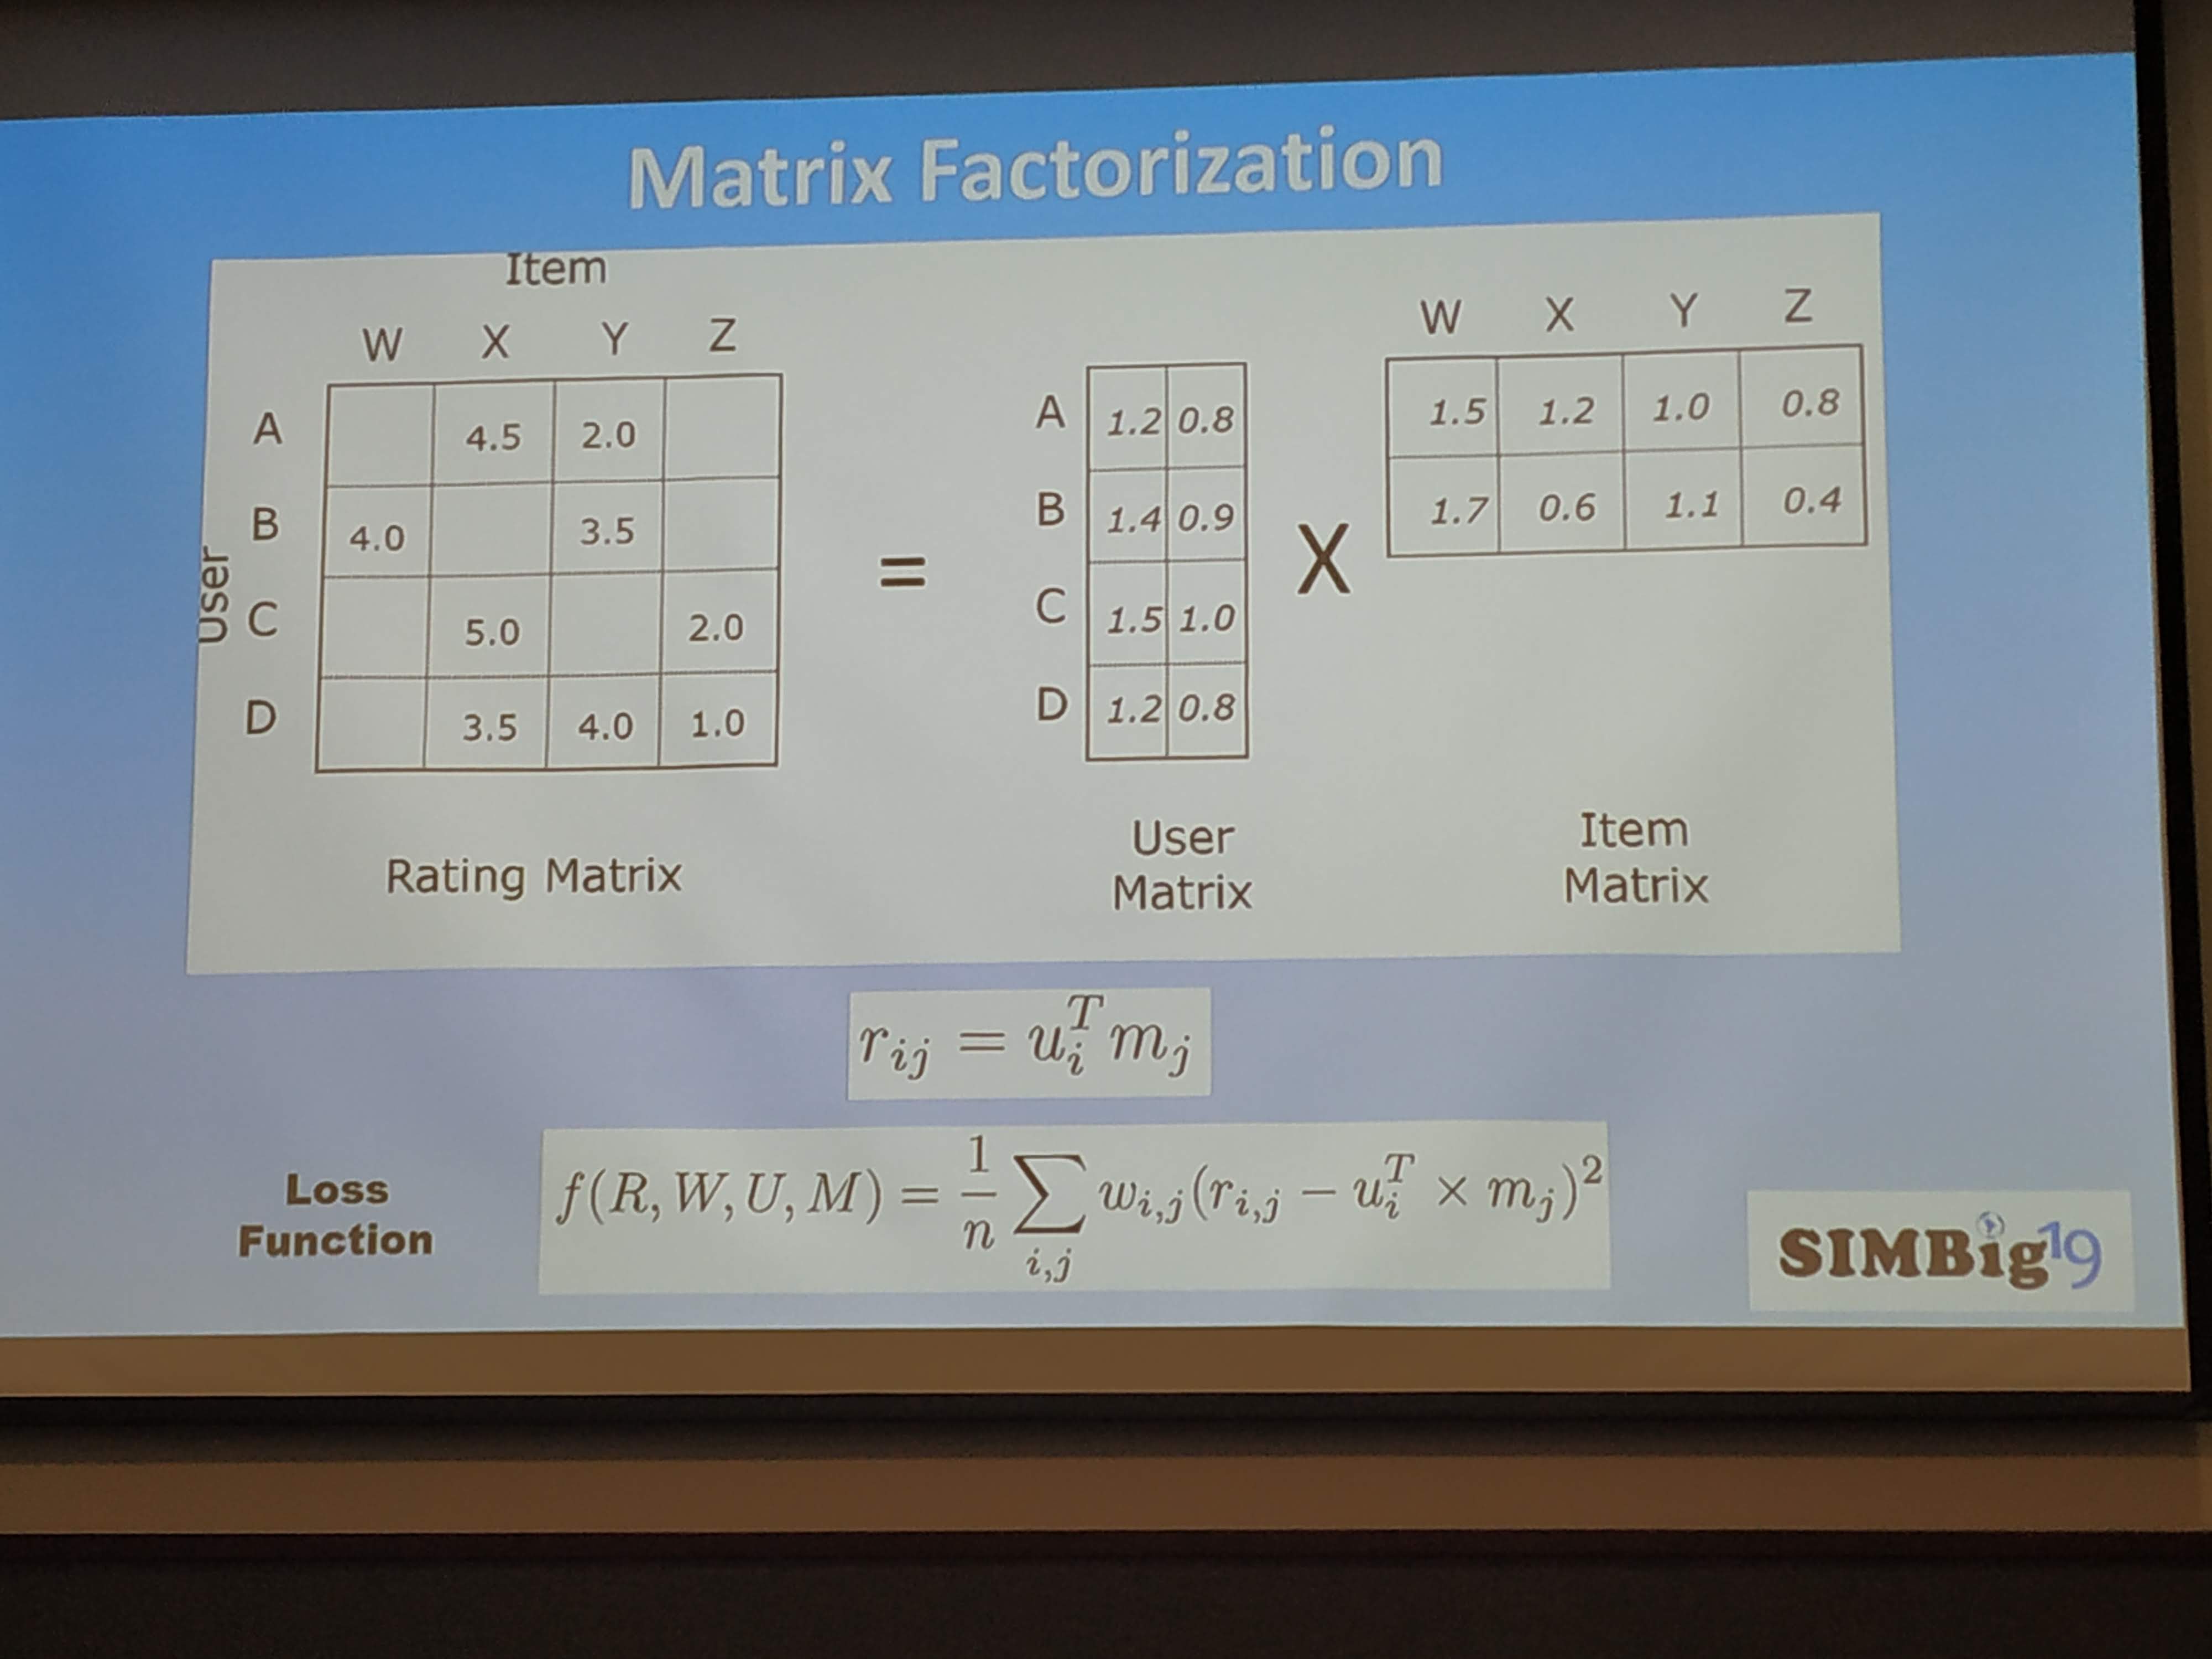 Matrix Factorization
Item
W X Y Z
A 4.5 2.0
B 4.0 3.5
C 5.0 2.0
D 3.5 4.0 1.0
User
Rating Matrix
=
A 1.2 0.8
B 1.4 0.9
C 1.5 1.0
D 1.2 0.8
User
Matrix
X
W X Y Z
1.5 1.2 1.0 0.8
1.7 0.6 1.1 0.4
Item
Matrix
r_{ij} = u_i^T m_j
Loss
Function
f(R, W, U, M) = \frac{1}{n} \sum_{i,j} w_{i,j}(r_{i,j} - u_i^T × m_j)^2
SIMBig19